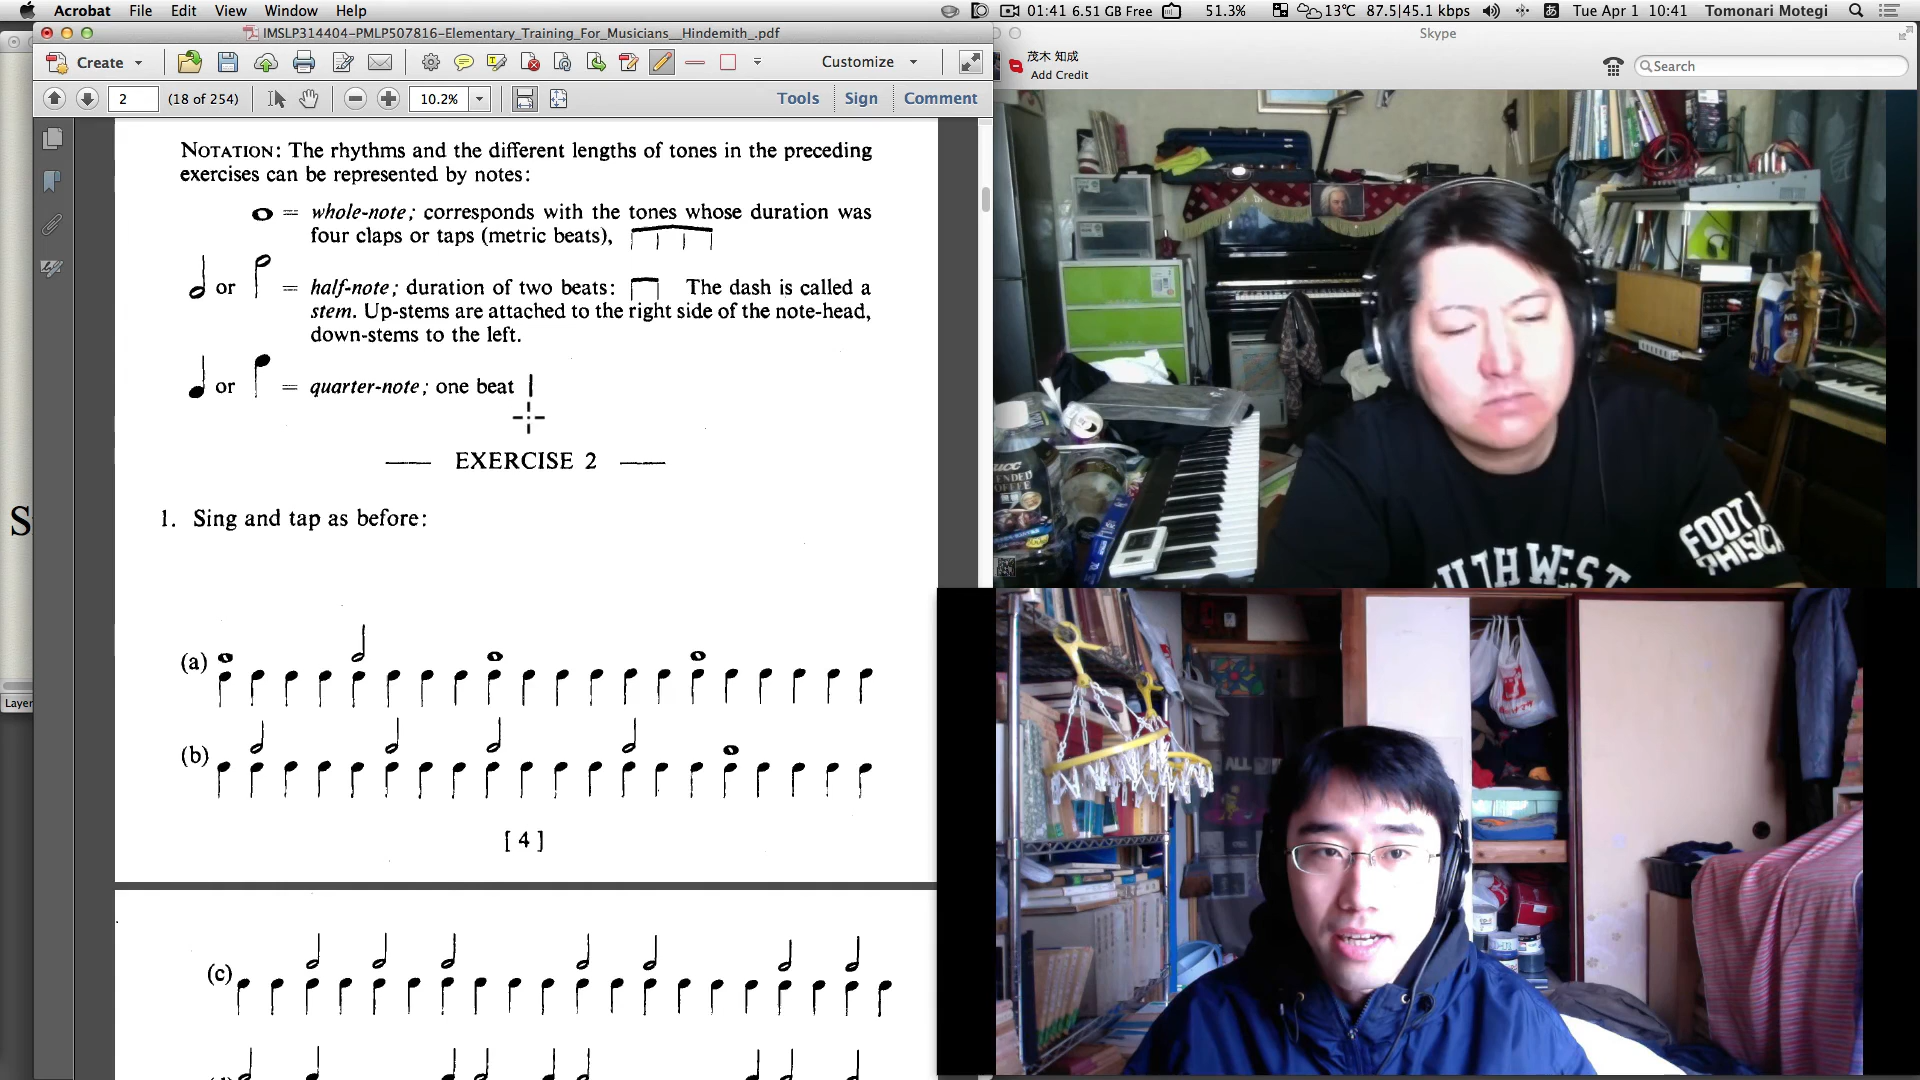 Acrobat File Edit View Window Help
01:41 6.51 GB Free 51.3% 13°C 87.5|45.1 kbps あ Tue Apr 1 10:41 Tomonari Motegi
IMSLP314404-PMLP507816-Elementary_Training_For_Musicians__Hindemith_.pdf
Create Customize
2 (18 of 254) 10.2% Tools Sign Comment
Skype
茂木 知成
Add Credit
Search
NOTATION: The rhythms and the different lengths of tones in the preceding
exercises can be represented by notes:
= whole-note; corresponds with the tones whose duration was
four claps or taps (metric beats),
or = half-note; duration of two beats: The dash is called a
stem. Up-stems are attached to the right side of the note-head,
down-stems to the left.
or = quarter-note; one beat
EXERCISE 2
1. Sing and tap as before:
(a)
(b)
[ 4 ]
(c)
Layer
FOOT
UTH WEST
ALL